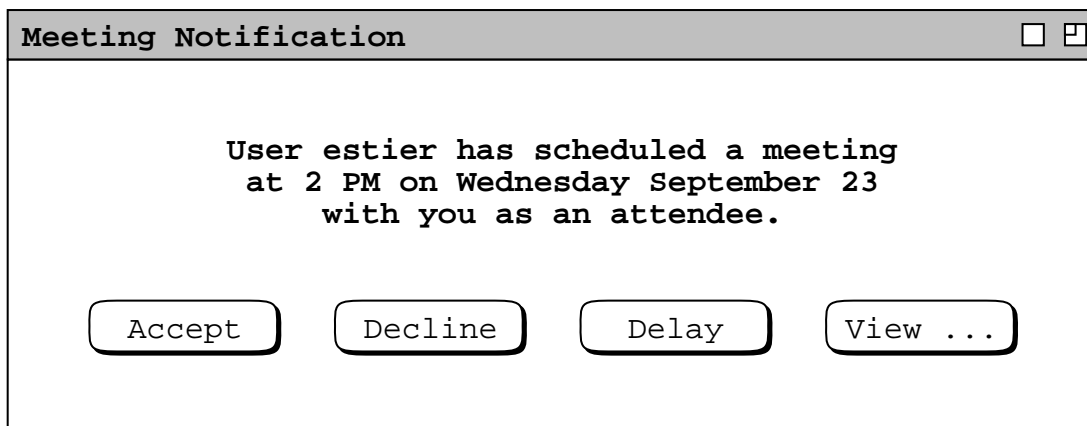 Meeting Notification
User estier has scheduled a meeting
at 2 PM on Wednesday September 23
with you as an attendee.
Accept Decline Delay View ...